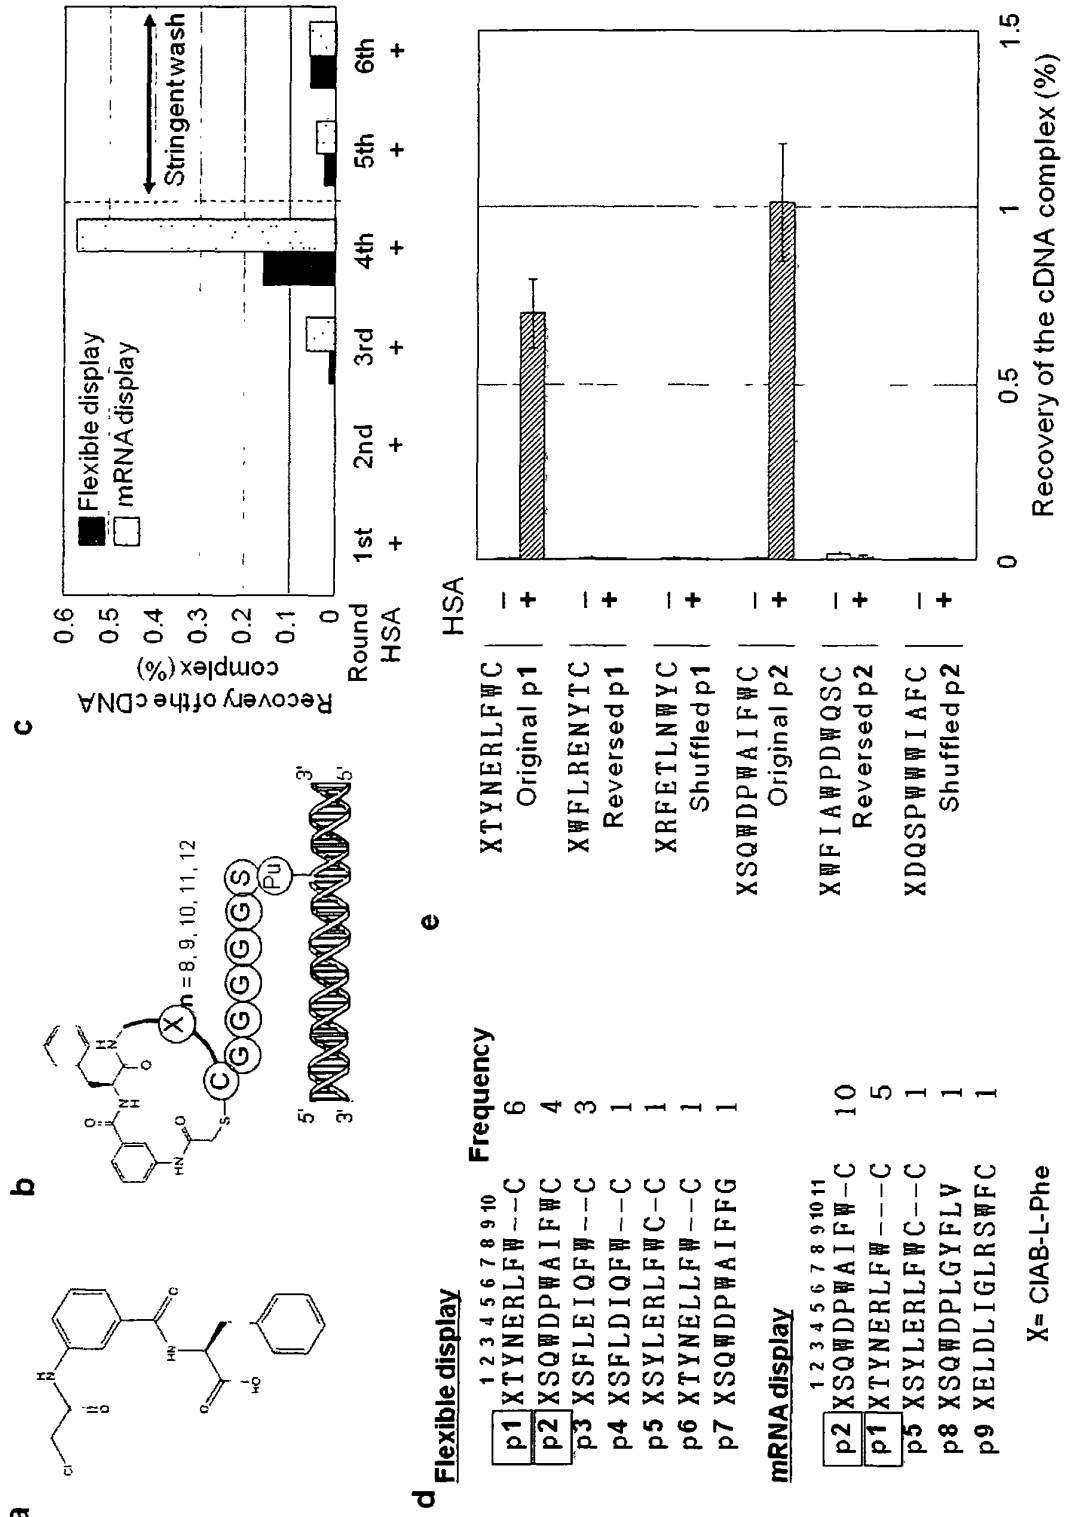 a
Cl
O
HN
O
HN
O
HO
b
O
HN
O
NH
HN
O
S
C
X
n = 8, 9, 10, 11, 12
G G G G G S
Pu
5' 3'
3' 5'
c
Recovery of the cDNA complex (%)
0.6
0.5
0.4
0.3
0.2
0.1
0
Flexible display
mRNA display
Stringent wash
Round 1st 2nd 3rd 4th 5th 6th
HSA + + + + + +
d
Flexible display
Frequency
1 2 3 4 5 6 7 8 9 10
p1 XTYNERLFW--C 6
p2 XSQWDPWAIFWC 4
p3 XSFLEIQFW--C 3
p4 XSFLDIQFW--C 1
p5 XSYLERLFWC-C 1
p6 XTYNELLFW--C 1
p7 XSQWDPWAIFFG 1
mRNA display
1 2 3 4 5 6 7 8 9 10 11
p2 XSQWDPWAIFW-C 10
p1 XTYNERLFW---C 5
p5 XSYLERLFWC--C 1
p8 XSQWDPLGYFLV 1
p9 XELDLIGLRSWFC 1
X= ClAB-L-Phe
e
HSA
XTYNERLFWC −
Original p1 +
XWFLRENYTC −
Reversed p1 +
XRFETLNWYC −
Shuffled p1 +
XSQWDPWAIFWC −
Original p2 +
XWFIAWPDWQSC −
Reversed p2 +
XDQSPWWWIAFC −
Shuffled p2 +
0 0.5 1 1.5
Recovery of the cDNA complex (%)